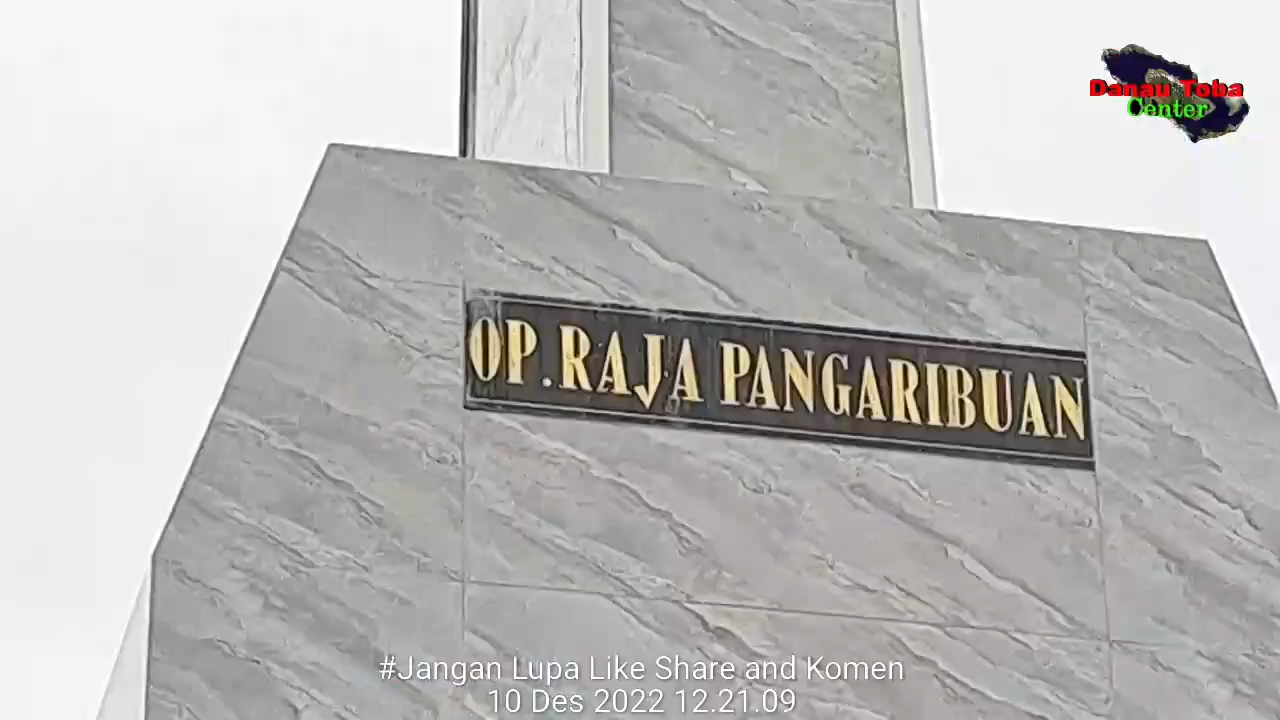 Danau Toba
Center
OP.RAJA PANGARIBUAN
#Jangan Lupa Like Share and Komen
10 Des 2022 12.21.09